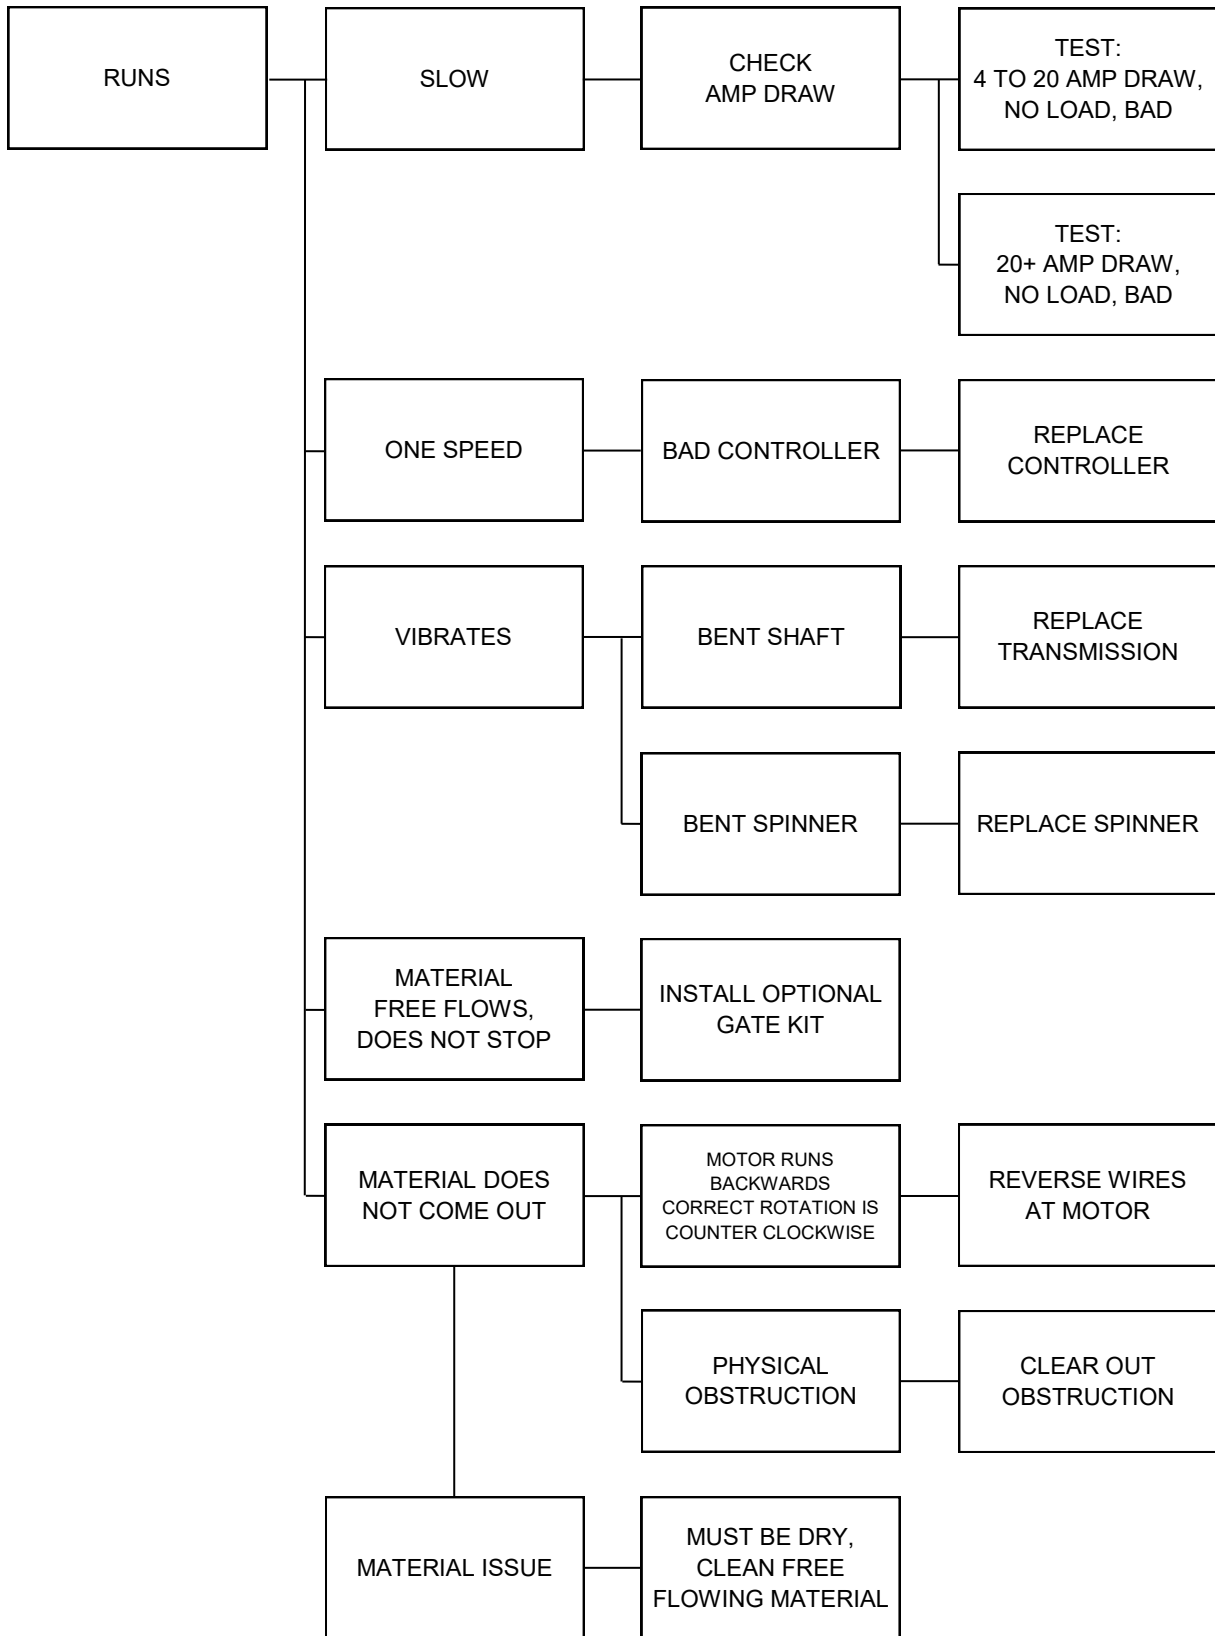 RUNS
SLOW
CHECK
AMP DRAW
TEST:
4 TO 20 AMP DRAW,
NO LOAD, BAD
TEST:
20+ AMP DRAW,
NO LOAD, BAD
ONE SPEED
BAD CONTROLLER
REPLACE
CONTROLLER
VIBRATES
BENT SHAFT
REPLACE
TRANSMISSION
BENT SPINNER
REPLACE SPINNER
MATERIAL
FREE FLOWS,
DOES NOT STOP
INSTALL OPTIONAL
GATE KIT
MATERIAL DOES
NOT COME OUT
MOTOR RUNS
BACKWARDS
CORRECT ROTATION IS
COUNTER CLOCKWISE
REVERSE WIRES
AT MOTOR
PHYSICAL
OBSTRUCTION
CLEAR OUT
OBSTRUCTION
MATERIAL ISSUE
MUST BE DRY,
CLEAN FREE
FLOWING MATERIAL